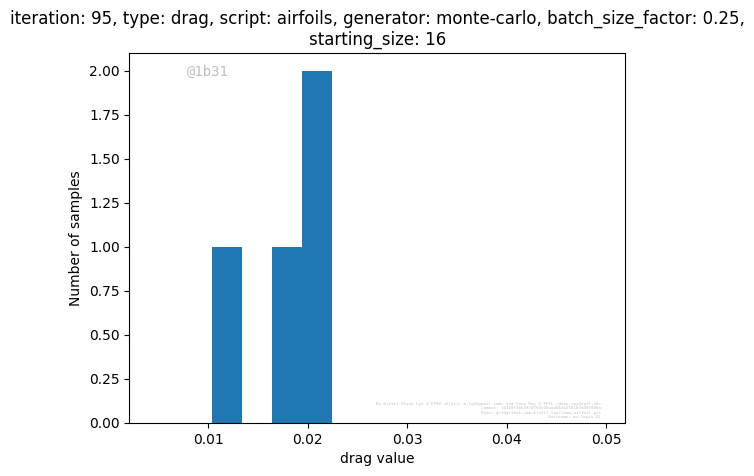 iteration: 95, type: drag, script: airfoils, generator: monte-carlo, batch_size_factor: 0.25,
starting_size: 16
@1b31
2.00
1.75
1.50
1.25
1.00
0.75
0.50
0.25
0.00
Number of samples
0.01 0.02 0.03 0.04 0.05
drag value